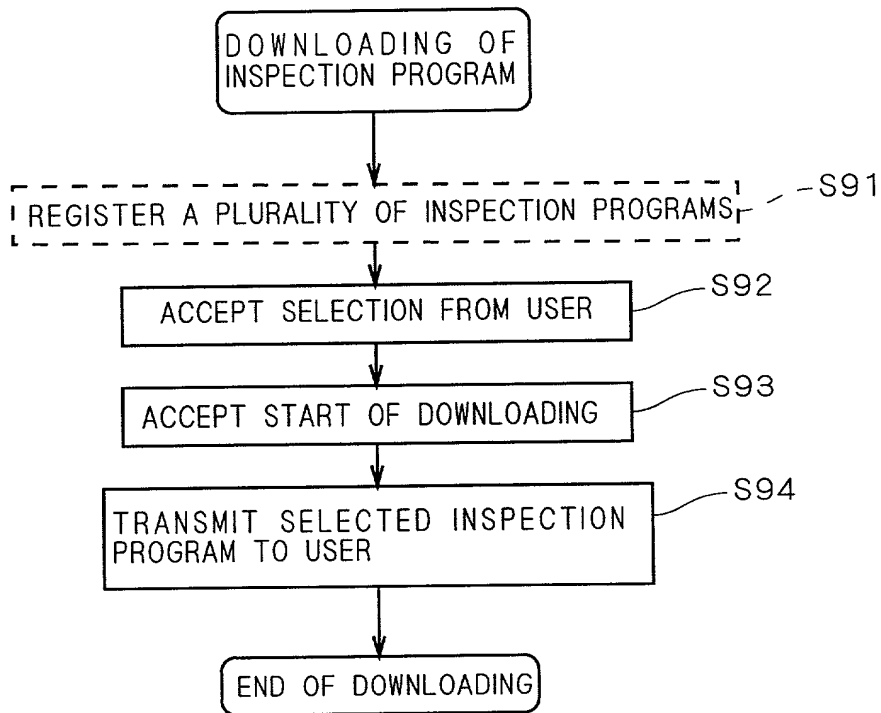 DOWNLOADING OF
INSPECTION PROGRAM
REGISTER A PLURALITY OF INSPECTION PROGRAMS
S91
ACCEPT SELECTION FROM USER
S92
ACCEPT START OF DOWNLOADING
S93
TRANSMIT SELECTED INSPECTION
PROGRAM TO USER
S94
END OF DOWNLOADING